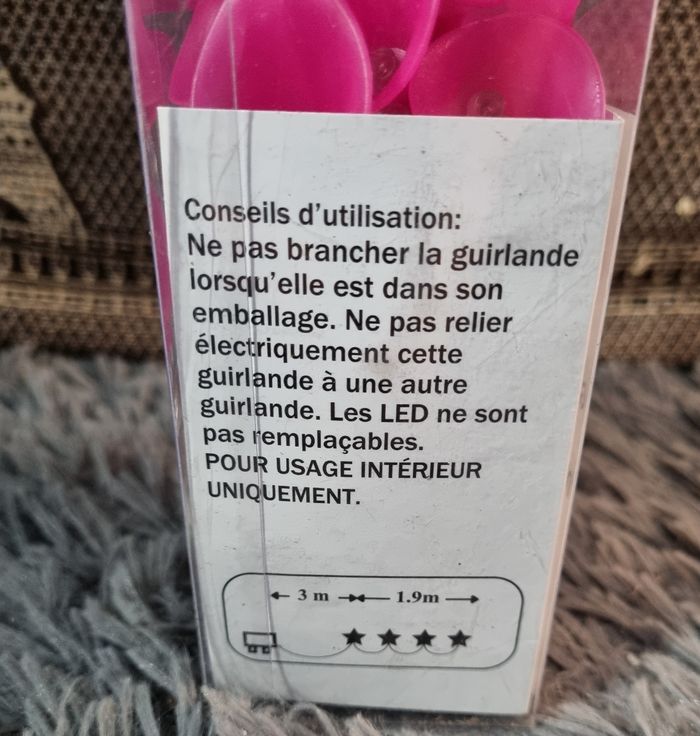 Conseils d'utilisation:
Ne pas brancher la guirlande
lorsqu'elle est dans son
emballage. Ne pas relier
électriquement cette
guirlande à une autre
guirlande. Les LED ne sont
pas remplaçables.
POUR USAGE INTÉRIEUR
UNIQUEMENT.
3 m 1.9m